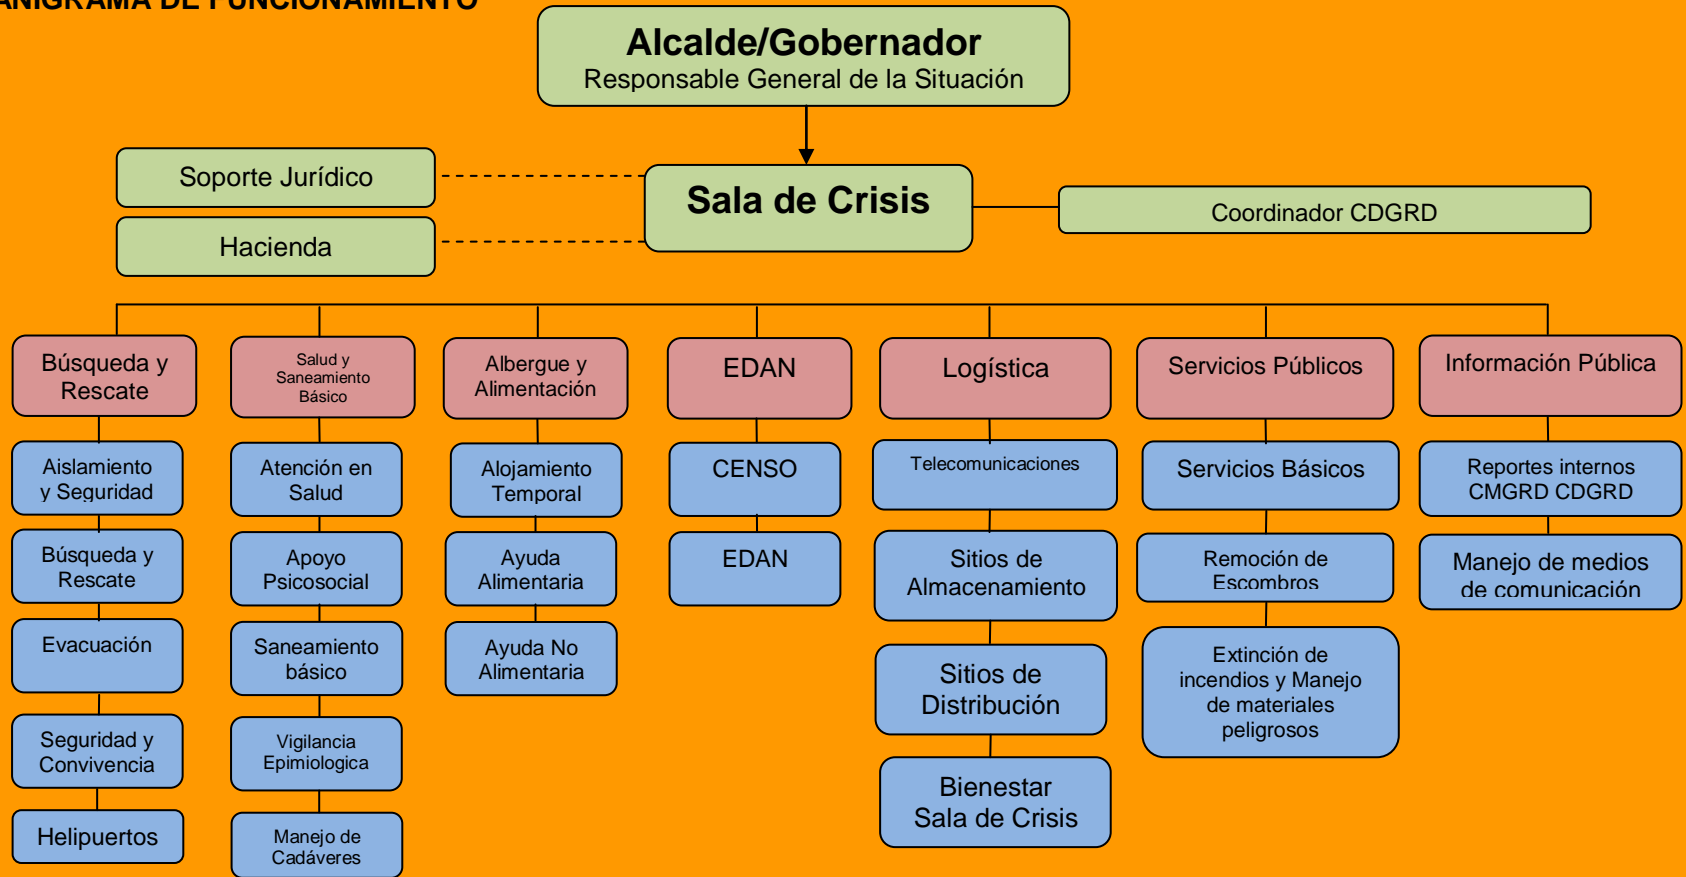 ANIGRAMA DE FUNCIONAMIENTO
Alcalde/Gobernador
Responsable General de la Situación
Soporte Jurídico
Sala de Crisis
Coordinador CDGRD
Hacienda
Búsqueda y
Rescate
Aislamiento
y Seguridad
Búsqueda y
Rescate
Evacuación
Seguridad y
Convivencia
Helipuertos
Salud y
Saneamiento
Básico
Atención en
Salud
Apoyo
Psicosocial
Saneamiento
básico
Vigilancia
Epimiologica
Manejo de
Cadáveres
Albergue y
Alimentación
Alojamiento
Temporal
Ayuda
Alimentaria
Ayuda No
Alimentaria
EDAN
CENSO
EDAN
Logística
Telecomunicaciones
Sitios de
Almacenamiento
Sitios de
Distribución
Bienestar
Sala de Crisis
Servicios Públicos
Servicios Básicos
Remoción de
Escombros
Extinción de
incendios y Manejo
de materiales
peligrosos
Información Pública
Reportes internos
CMGRD CDGRD
Manejo de medios
de comunicación